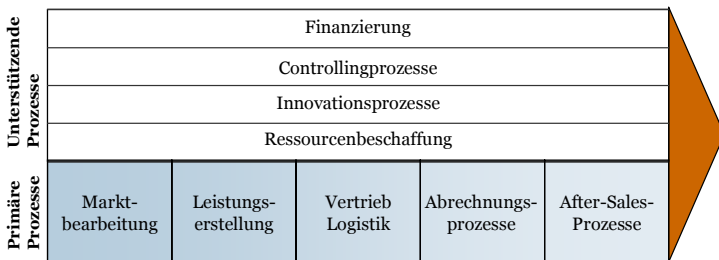 Unterstützende
Prozesse
Finanzierung
Controllingprozesse
Innovationsprozesse
Ressourcenbeschaffung
Primäre
Prozesse
Markt-
bearbeitung
Leistungs-
erstellung
Vertrieb
Logistik
Abrechnungs-
prozesse
After-Sales-
Prozesse